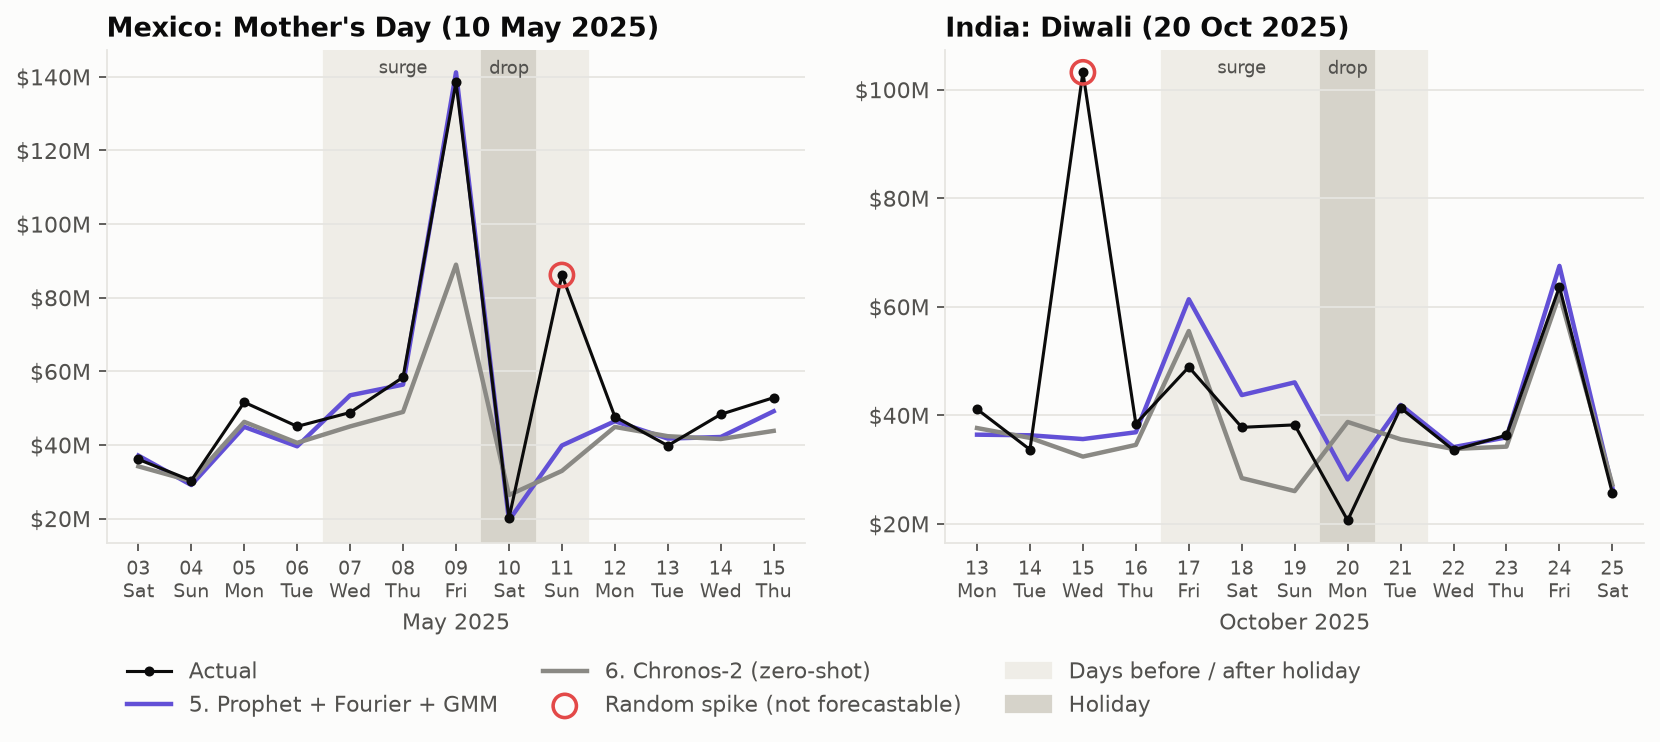 Mexico: Mother's Day (10 May 2025)
surge
drop
$140M
$120M
$100M
$80M
$60M
$40M
$20M
03 04 05 06 07 08 09 10 11 12 13 14 15
Sat Sun Mon Tue Wed Thu Fri Sat Sun Mon Tue Wed Thu
May 2025
India: Diwali (20 Oct 2025)
surge
drop
$100M
$80M
$60M
$40M
$20M
13 14 15 16 17 18 19 20 21 22 23 24 25
Mon Tue Wed Thu Fri Sat Sun Mon Tue Wed Thu Fri Sat
October 2025
Actual
5. Prophet + Fourier + GMM
6. Chronos-2 (zero-shot)
Random spike (not forecastable)
Days before / after holiday
Holiday